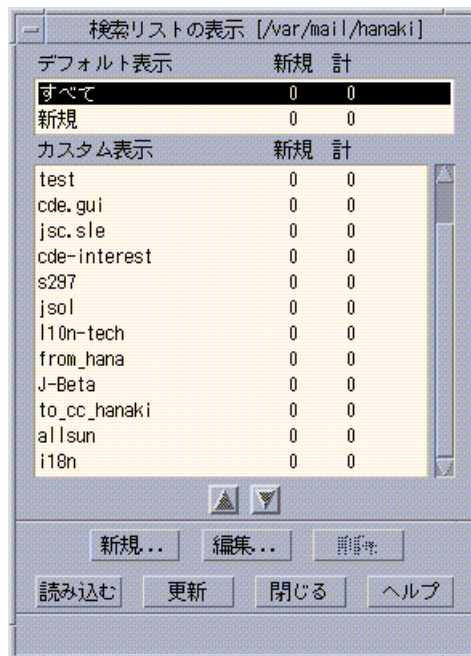 検索リストの表示 [/var/mail/hanaki]
デフォルト表示 新規 計
すべて 0 0
新規 0 0
カスタム表示 新規 計
test 0 0
cde.gui 0 0
jsc.sle 0 0
cde-interest 0 0
s297 0 0
jsol 0 0
l10n-tech 0 0
from_hana 0 0
J-Beta 0 0
to_cc_hanaki 0 0
allsun 0 0
i18n 0 0
新規... 編集... 削除
読み込む 更新 閉じる ヘルプ